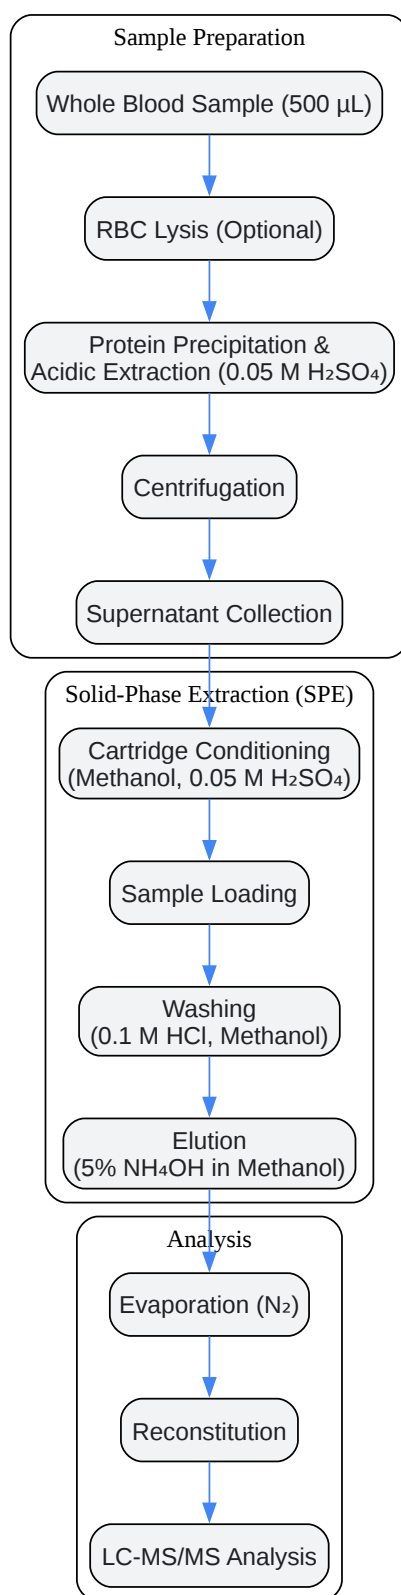 Sample Preparation
Whole Blood Sample (500 µL)
RBC Lysis (Optional)
Protein Precipitation &
Acidic Extraction (0.05 M H₂SO₄)
Centrifugation
Supernatant Collection
Solid-Phase Extraction (SPE)
Cartridge Conditioning
(Methanol, 0.05 M H₂SO₄)
Sample Loading
Washing
(0.1 M HCl, Methanol)
Elution
(5% NH₄OH in Methanol)
Analysis
Evaporation (N₂)
Reconstitution
LC-MS/MS Analysis